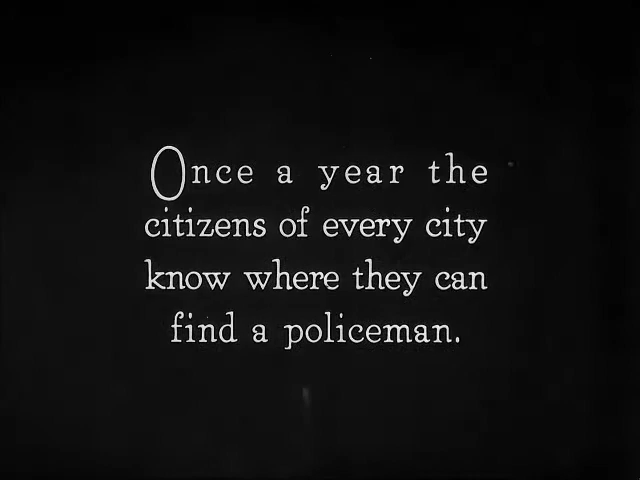 Once a year the
citizens of every city
know where they can
find a policeman.